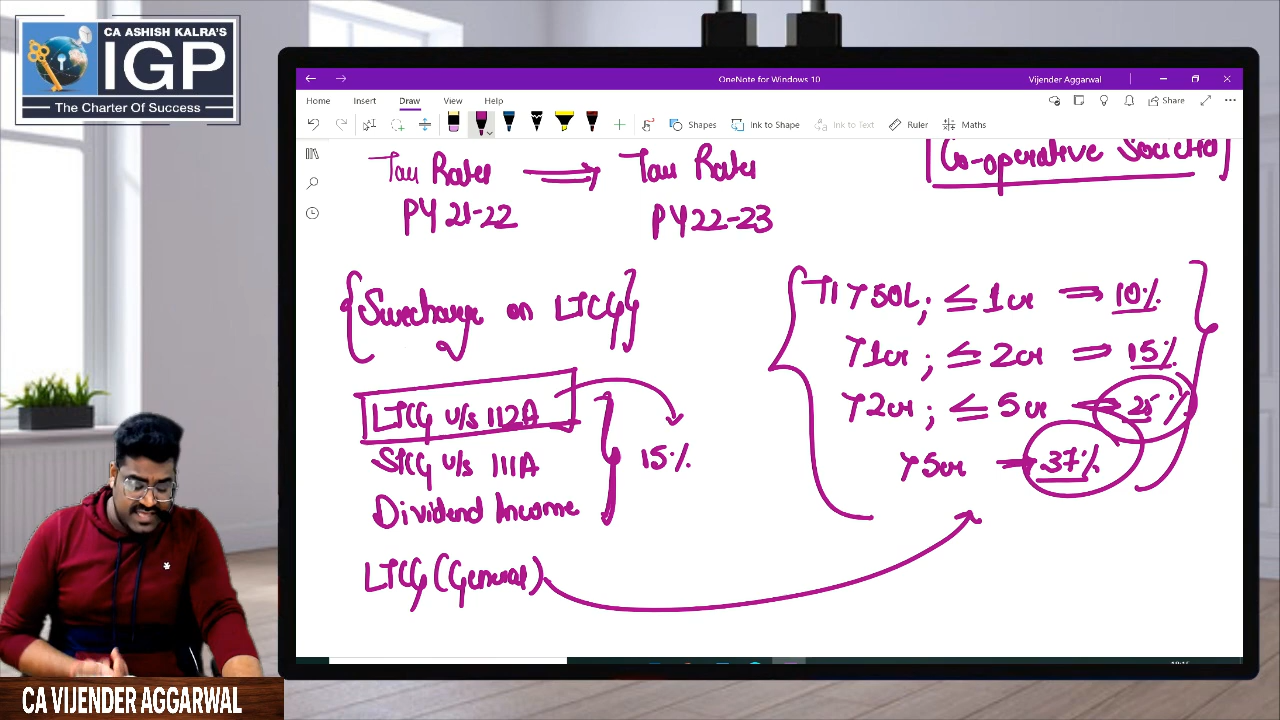 CA ASHISH KALRA'S
IGP
The Charter Of Success
OneNote for Windows 10
Vijender Aggarwal
Home Insert Draw View Help
Share
Shapes Ink to Shape Ink to Text Ruler Maths
Tax Rates ⇒ Tax Rates
PY 21-22 PY 22-23
Co-operative
{Surcharge on LTCG}
TI > 50L; ≤ 1cr ⇒ 10%
> 1cr; ≤ 2cr ⇒ 15%
> 2cr; ≤ 5cr ⇒ 25%
> 5cr → 37%
LTCG u/s 112A
STCG u/s 111A
Dividend Income
15%
LTCG (General)
CA VIJENDER AGGARWAL